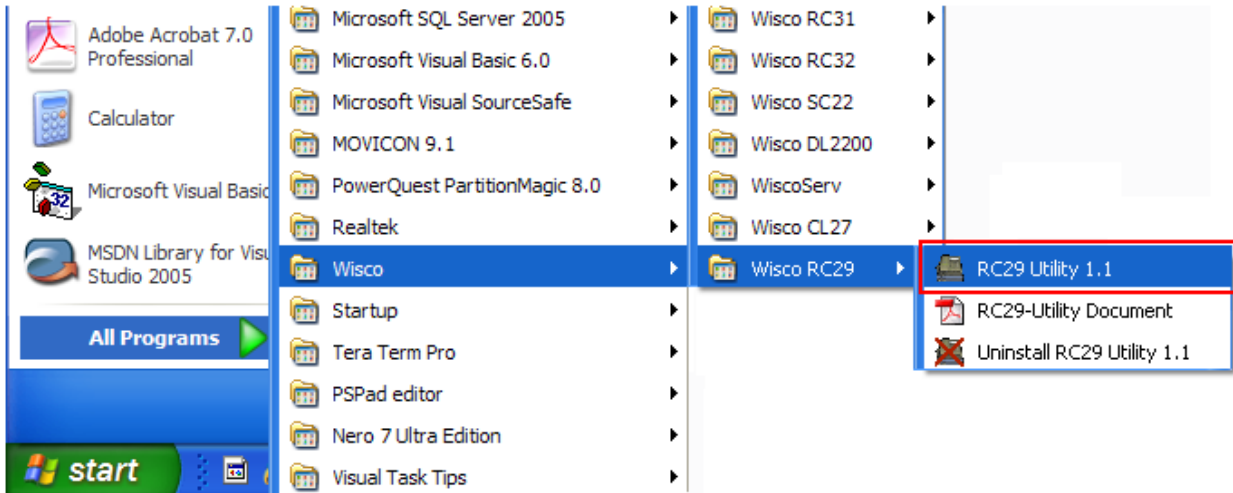 Adobe Acrobat 7.0
Professional
Calculator
Microsoft Visual Basic
MSDN Library for Visu
Studio 2005
All Programs
start
Microsoft SQL Server 2005
Microsoft Visual Basic 6.0
Microsoft Visual SourceSafe
MOVICON 9.1
PowerQuest PartitionMagic 8.0
Realtek
Wisco
Startup
Tera Term Pro
PSPad editor
Nero 7 Ultra Edition
Visual Task Tips
Wisco RC31
Wisco RC32
Wisco SC22
Wisco DL2200
WiscoServ
Wisco CL27
Wisco RC29
RC29 Utility 1.1
RC29-Utility Document
Uninstall RC29 Utility 1.1